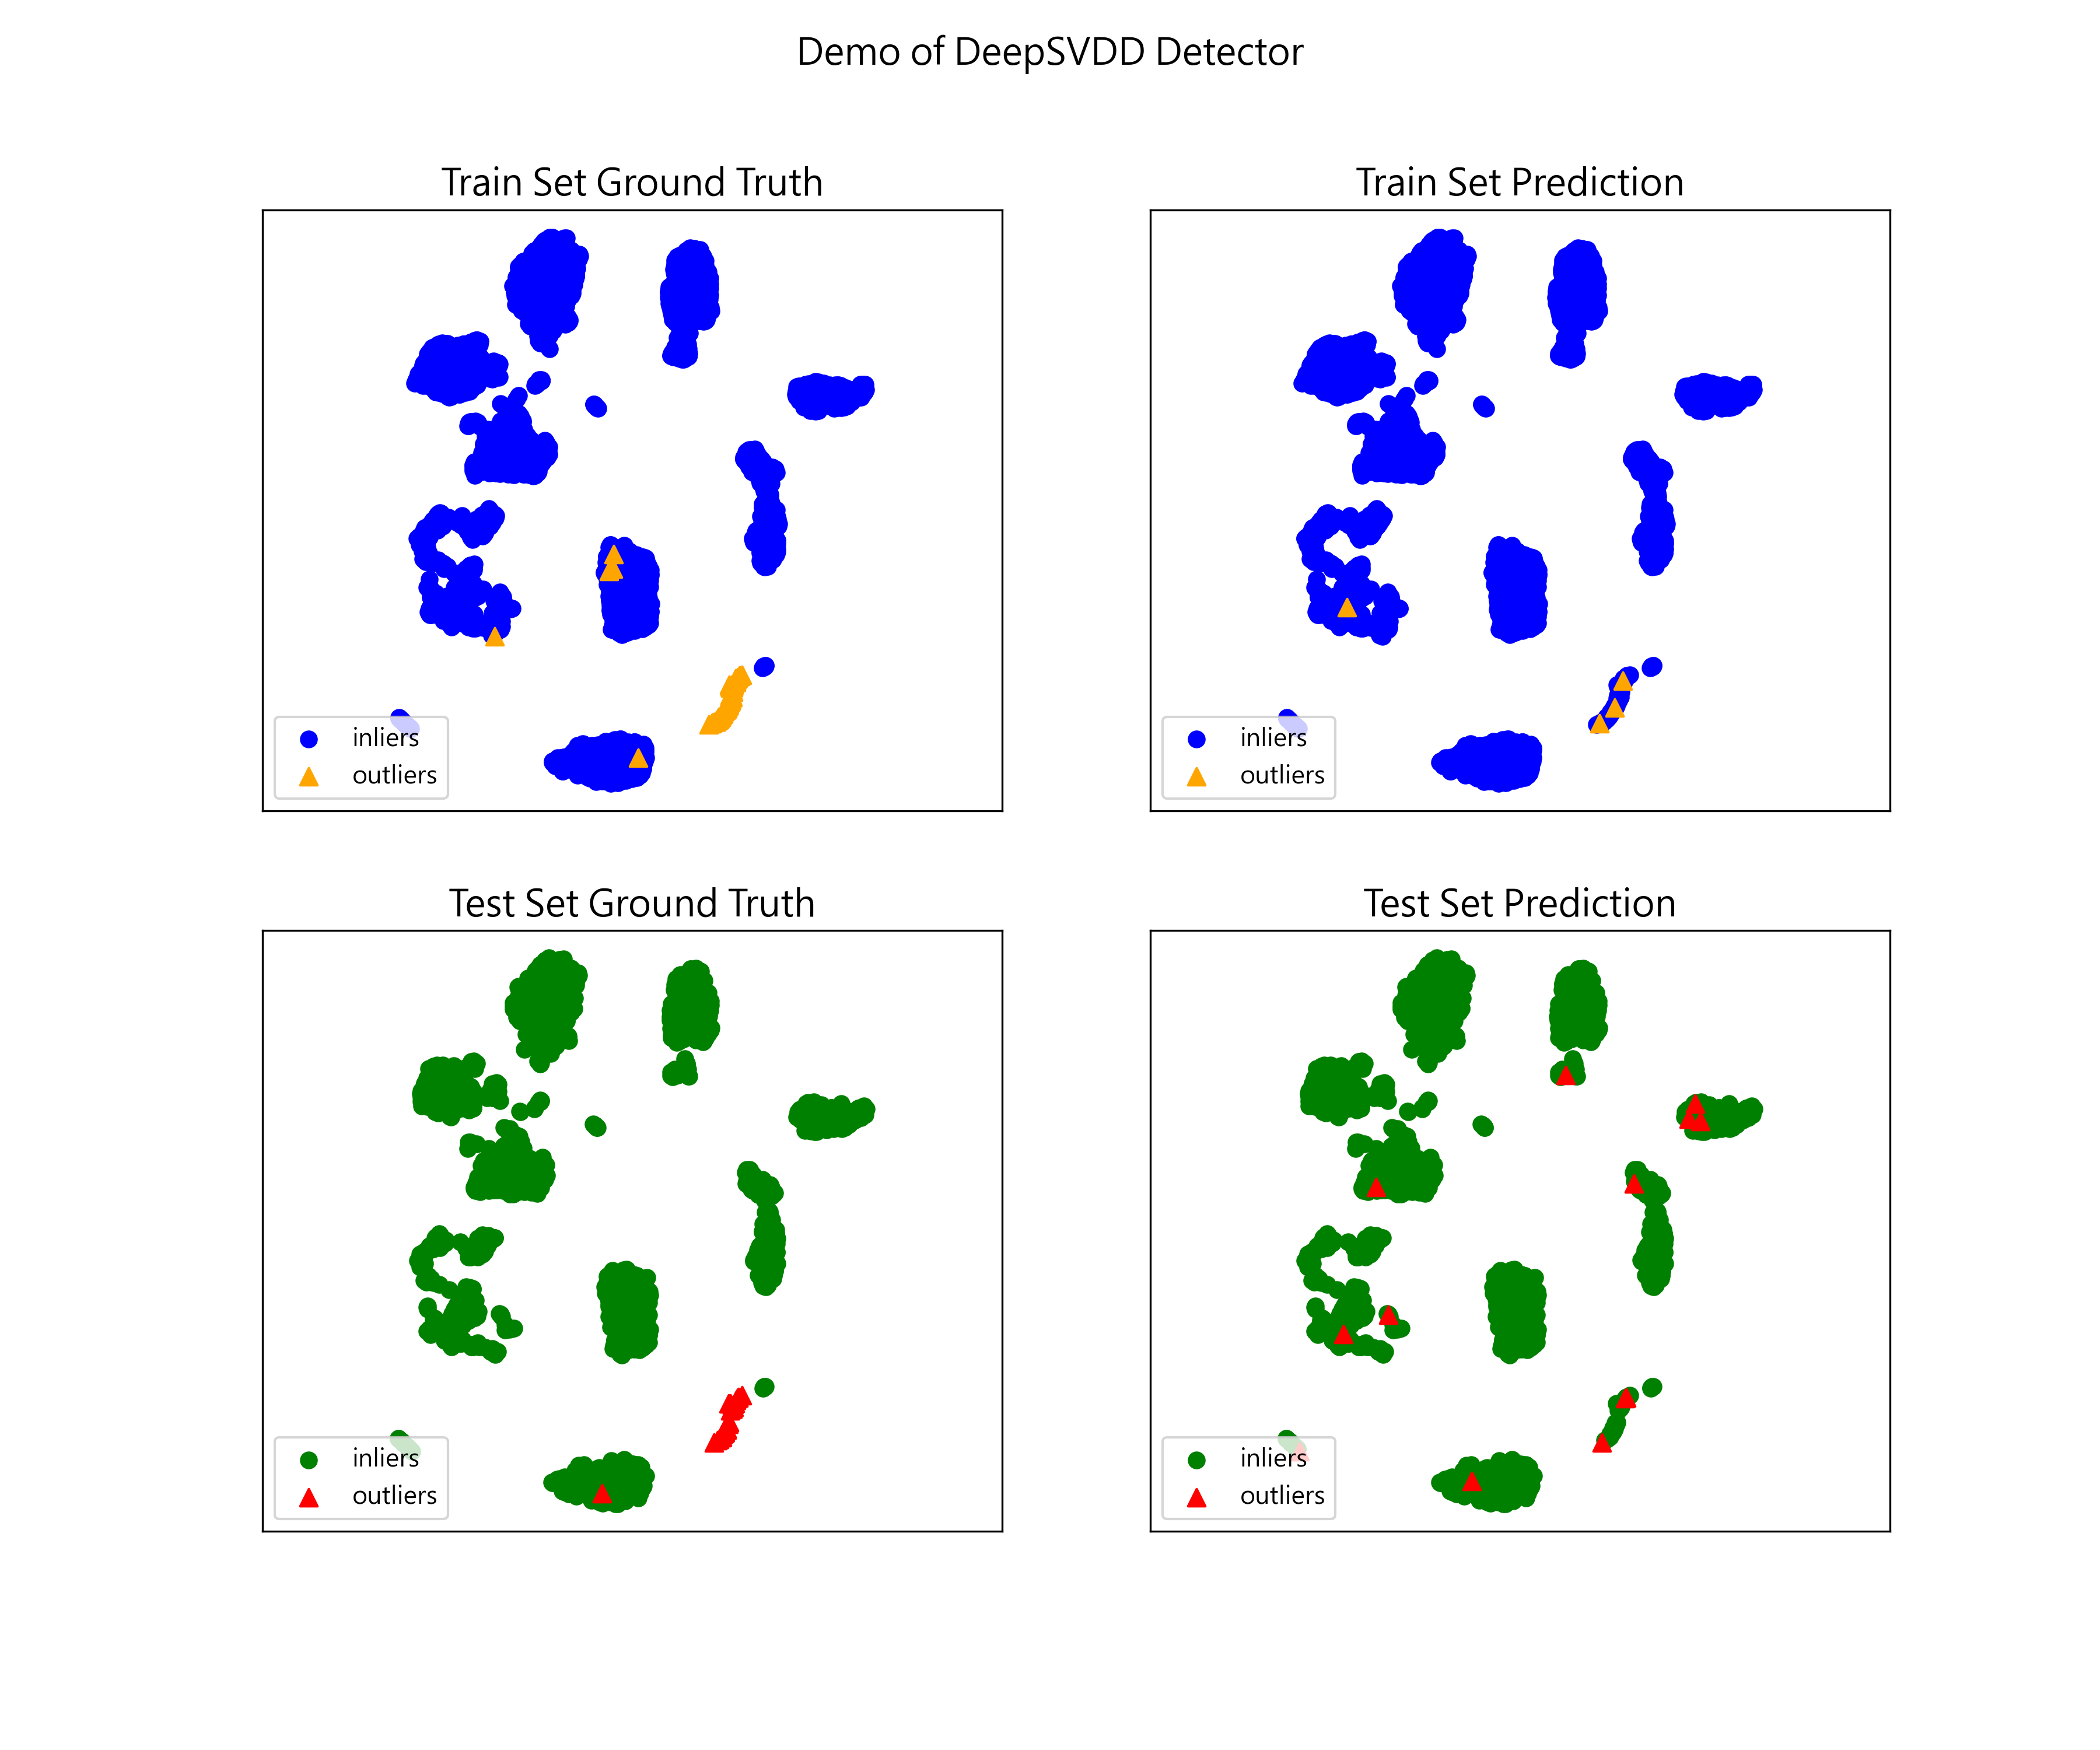 Demo of DeepSVDD Detector
Train Set Ground Truth
Train Set Prediction
inliers
outliers
inliers
outliers
Test Set Ground Truth
Test Set Prediction
inliers
outliers
inliers
outliers